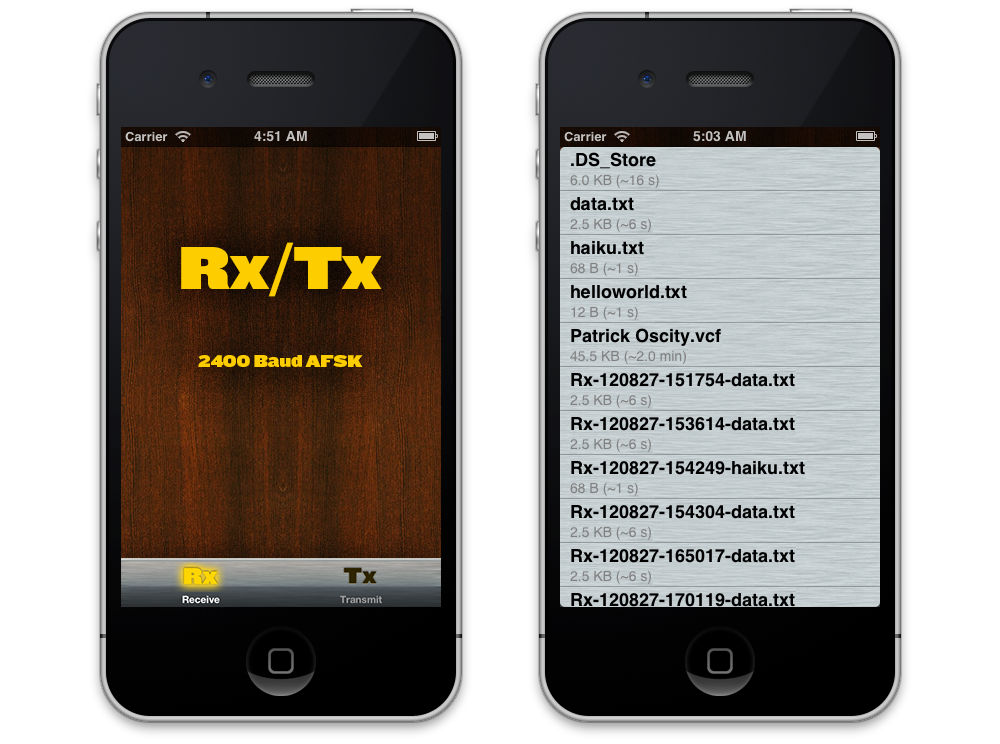 Carrier 4:51 AM
Rx/Tx
2400 Baud AFSK
Rx Tx
Receive Transmit
Carrier 5:03 AM
.DS_Store
6.0 KB (~16 s)
data.txt
2.5 KB (~6 s)
haiku.txt
68 B (~1 s)
helloworld.txt
12 B (~1 s)
Patrick Oscity.vcf
45.5 KB (~2.0 min)
Rx-120827-151754-data.txt
2.5 KB (~6 s)
Rx-120827-153614-data.txt
2.5 KB (~6 s)
Rx-120827-154249-haiku.txt
68 B (~1 s)
Rx-120827-154304-data.txt
2.5 KB (~6 s)
Rx-120827-165017-data.txt
2.5 KB (~6 s)
Rx-120827-170119-data.txt